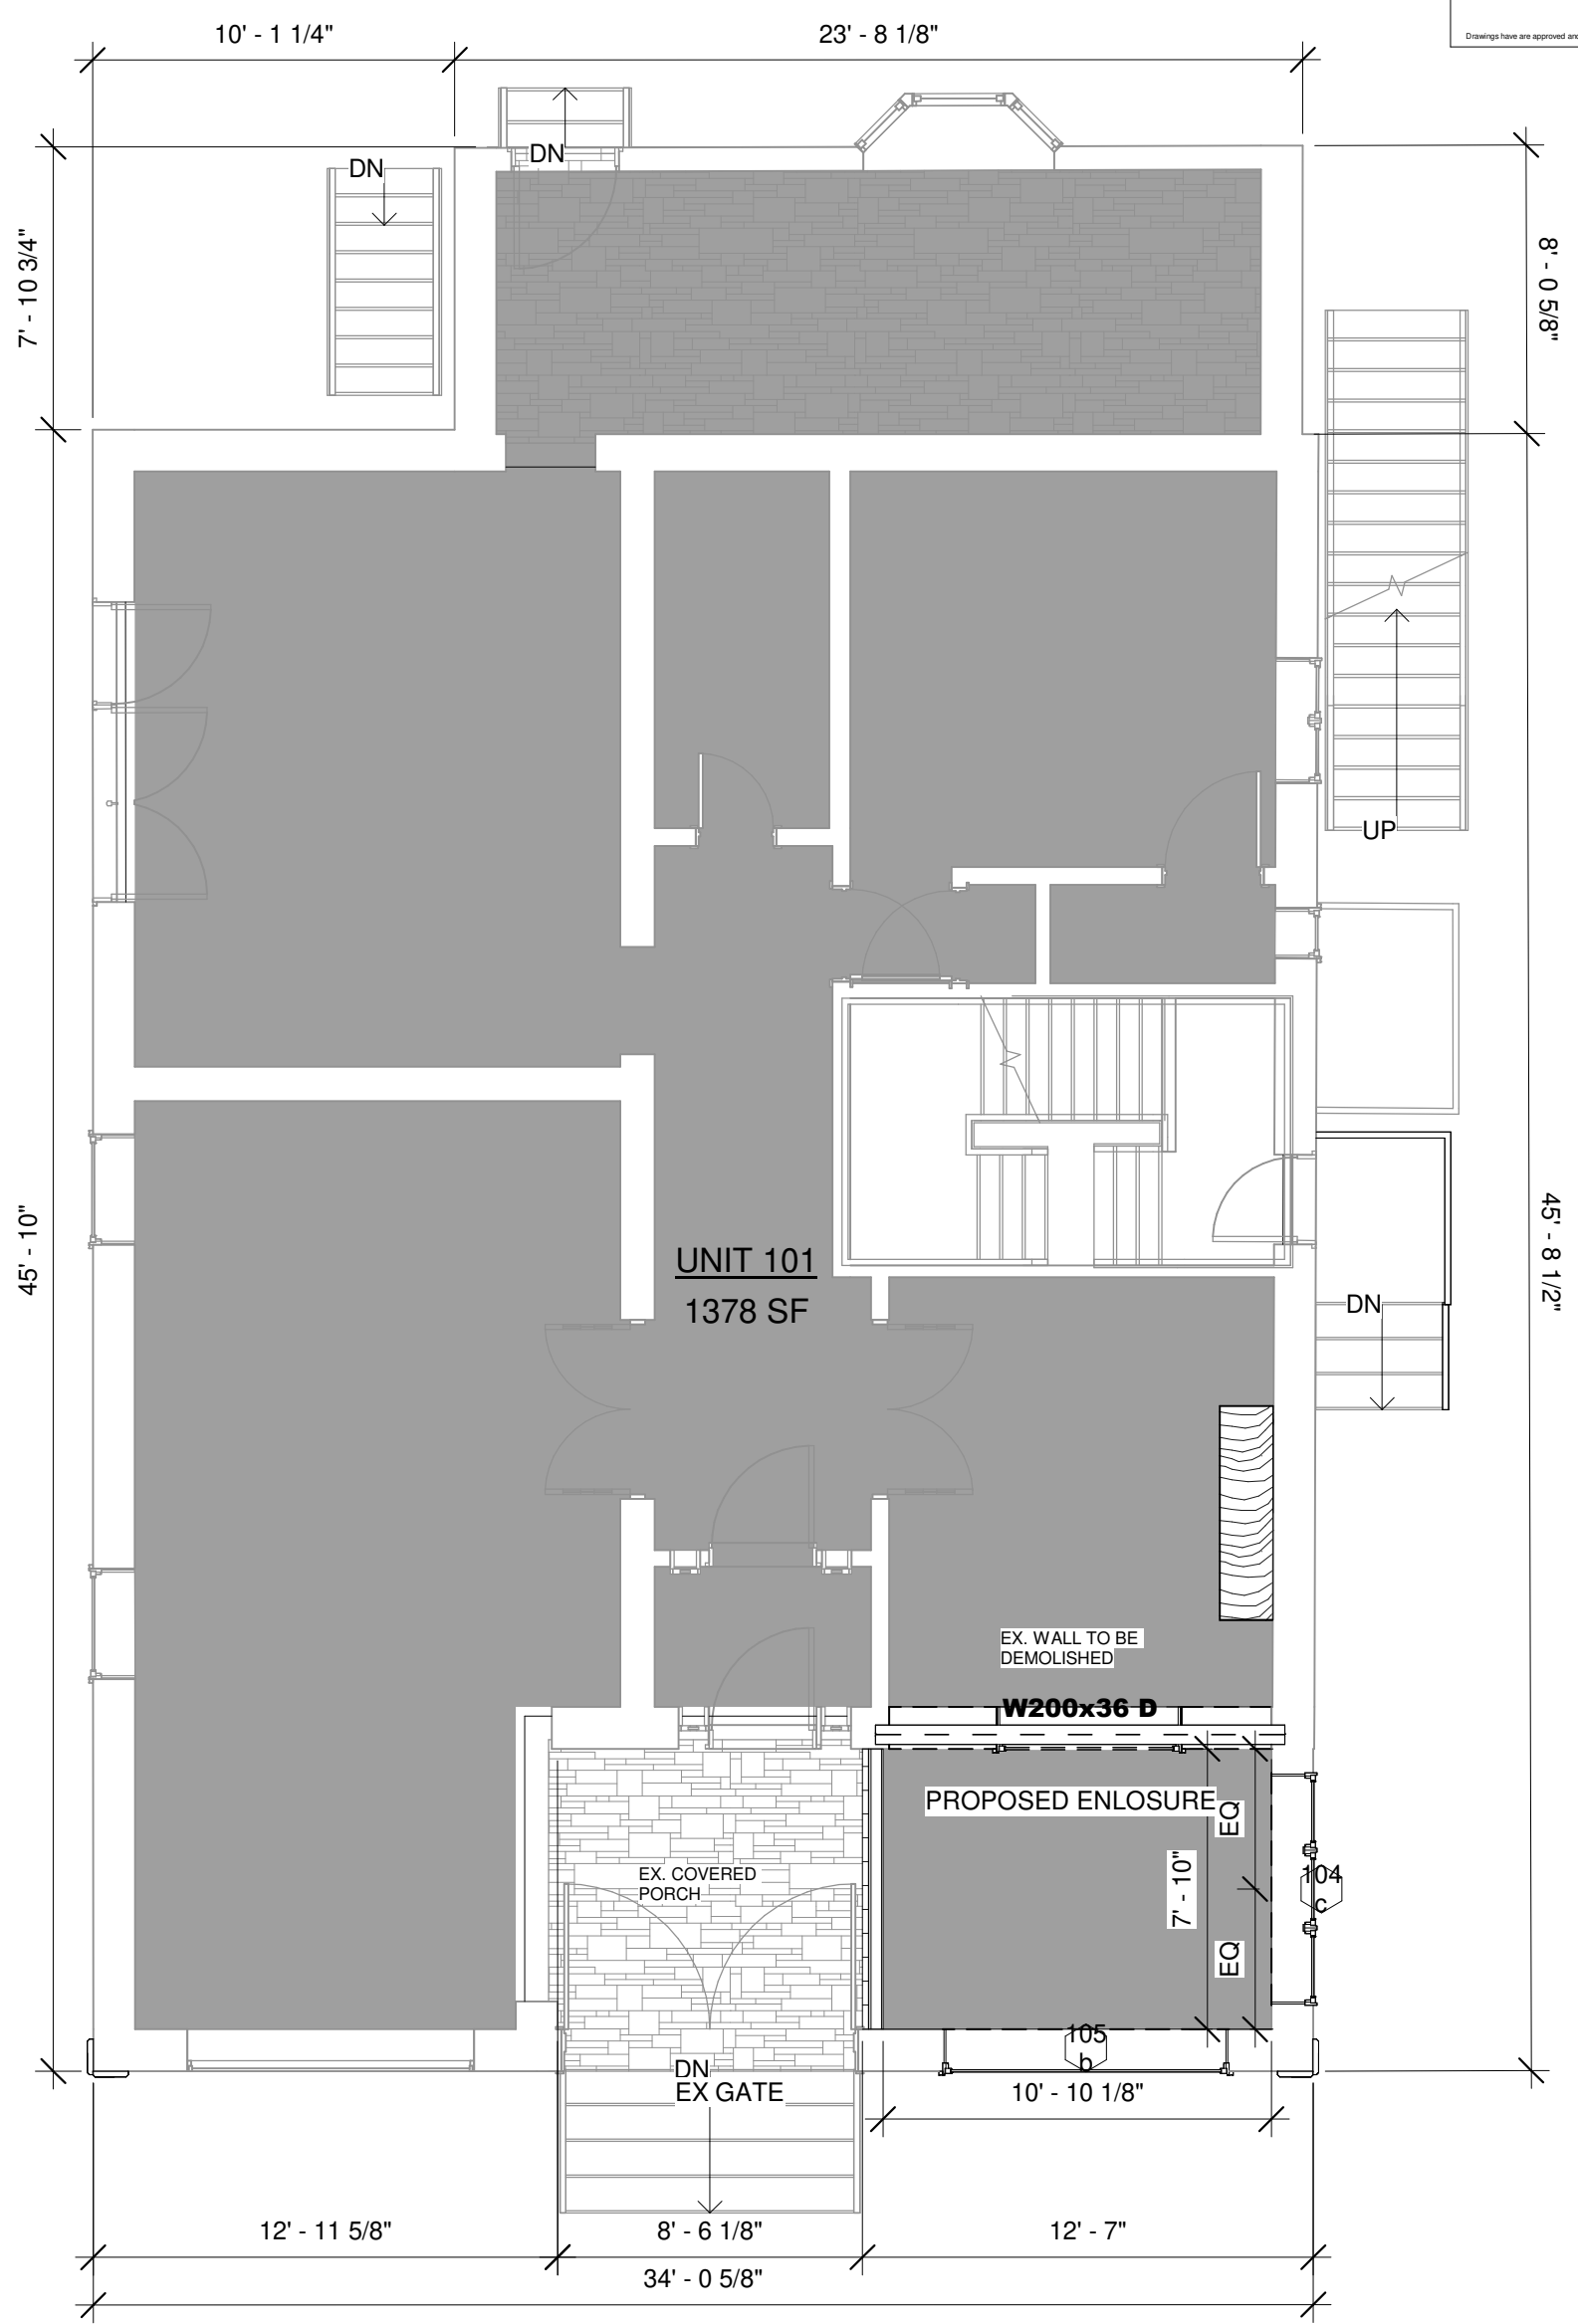 10' - 1 1/4"
23' - 8 1/8"
Drawings have are approved and
DN
DN
7' - 10 3/4"
8' - 0 5/8"
UP
45' - 10"
45' - 8 1/2"
UNIT 101
1378 SF
DN
EX. WALL TO BE
DEMOLISHED
W200x36 D
PROPOSED ENLOSURE
EQ
EX. COVERED
PORCH
7' - 10"
104
c
EQ
105
b
DN
EX GATE
10' - 10 1/8"
12' - 11 5/8"
8' - 6 1/8"
12' - 7"
34' - 0 5/8"